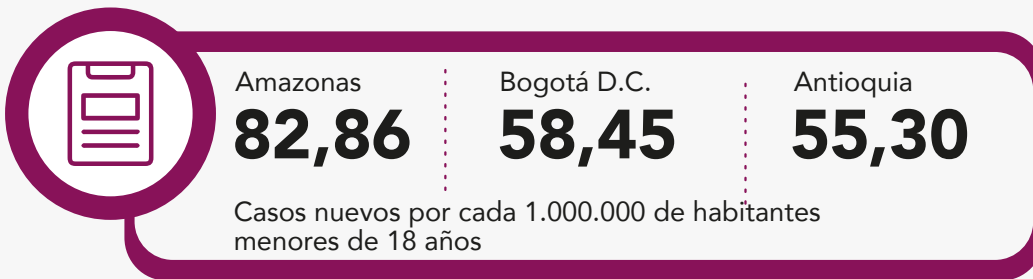 Amazonas
82,86
Bogotá D.C.
58,45
Antioquia
55,30
Casos nuevos por cada 1.000.000 de habitantes
menores de 18 años